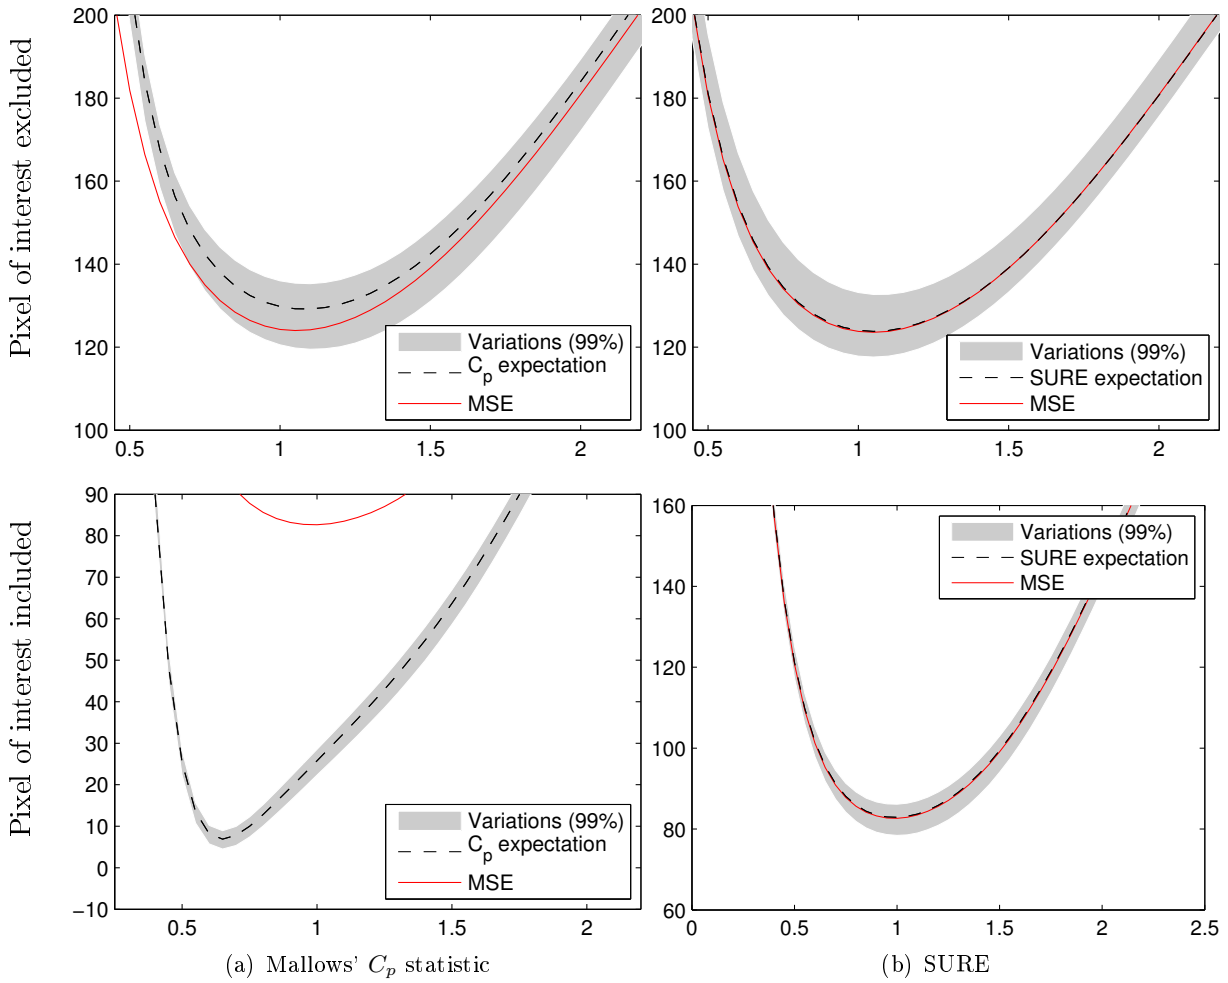 Pixel of interest excluded
200
180
160
140
120
100
0.5 1 1.5 2
Variations (99%)
Cp expectation
MSE
200
180
160
140
120
100
0.5 1 1.5 2
Variations (99%)
SURE expectation
MSE
Pixel of interest included
90
80
70
60
50
40
30
20
10
0
−10
0.5 1 1.5 2
Variations (99%)
Cp expectation
MSE
(a) Mallows' Cp statistic
160
140
120
100
80
60
0 0.5 1 1.5 2 2.5
Variations (99%)
SURE expectation
MSE
(b) SURE